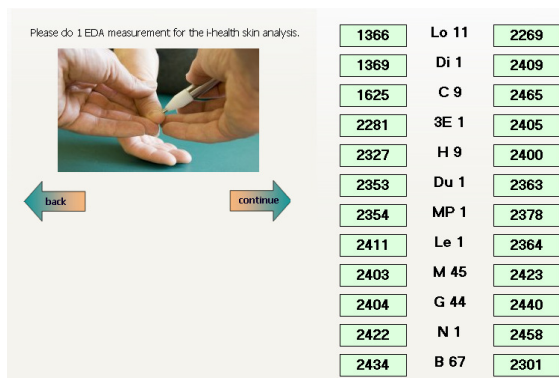 Please do 1 EDA measurement for the i-health skin analysis.
back
continue
1366 Lo 11 2269
1369 Di 1 2409
1625 C 9 2465
2281 3E 1 2405
2327 H 9 2400
2353 Du 1 2363
2354 MP 1 2378
2411 Le 1 2364
2403 M 45 2423
2404 G 44 2440
2422 N 1 2458
2434 B 67 2301